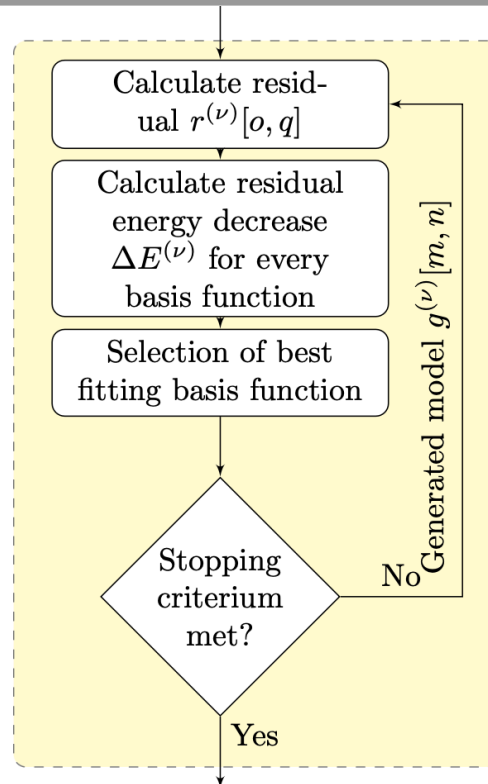 Calculate resid-
ual r^(ν)[o, q]
Calculate residual
energy decrease
ΔE^(ν) for every
basis function
Selection of best
fitting basis function
Generated model g^(ν)[m, n]
Stopping
criterium
met?
No
Yes